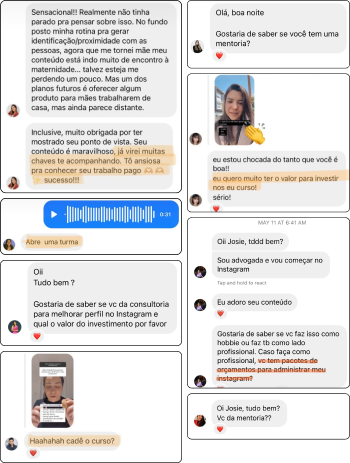 Sensacional!! Realmente não tinha
parado pra pensar sobre isso. No fundo
posto minha rotina pra gerar
identificação/proximidade com as
pessoas, agora que me tornei mãe meu
conteúdo está indo muito de encontro à
maternidade... talvez esteja me
perdendo um pouco. Mas um dos
planos futuros é oferecer algum
produto para mães trabalharem de
casa, mas ainda parece distante.
Inclusive, muito obrigada por ter
mostrado seu ponto de vista. Seu
conteúdo é maravilhoso, já virei muitas
chaves te acompanhando. Tô ansiosa
pra conhecer seu trabalho pago
sucesso!!!
0:31
Abre uma turma
Oii
Tudo bem ?
Gostaria de saber se vc da consultoria
para melhorar perfil no Instagram e
qual o valor do investimento por favor
Haahahah cadê o curso?
Olá, boa noite
Gostaria de saber se você tem uma
mentoria?
eu estou chocada do tanto que você é
boa!!
eu quero muito ter o valor para investir
nos eu curso!
sério!
MAY 11 AT 6:41 AM
Oii Josie, tddd bem?
Sou advogada e vou começar no
Instagram
Tap and hold to react
Eu adoro seu conteúdo
Gostaria de saber se vc faz isso como
hobbie ou faz tb como lado
profissional. Caso faça como
profissional, vc tem pacotes de
orçamentos para administrar meu
instagram?
Oi Josie, tudo bem?
Vc da mentoria??